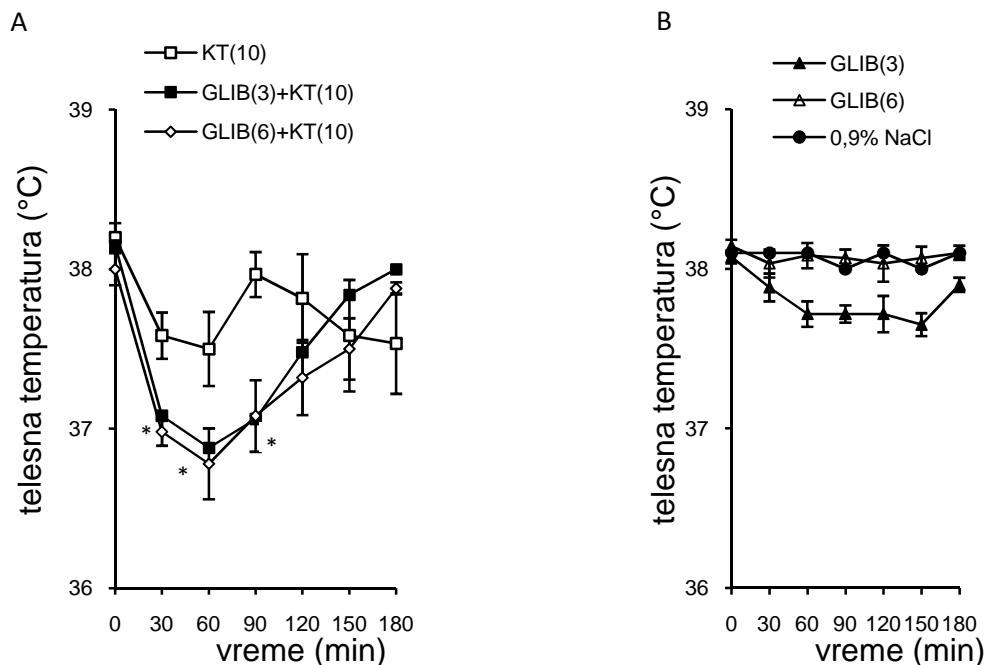 A
KT(10)
GLIB(3)+KT(10)
GLIB(6)+KT(10)
39
38
37
36
telesna temperatura (°C)
*
*
*
0 30 60 90 120 150 180
vreme (min)
B
GLIB(3)
GLIB(6)
0,9% NaCl
39
38
37
36
telesna temperatura (°C)
0 30 60 90 120 150 180
vreme (min)